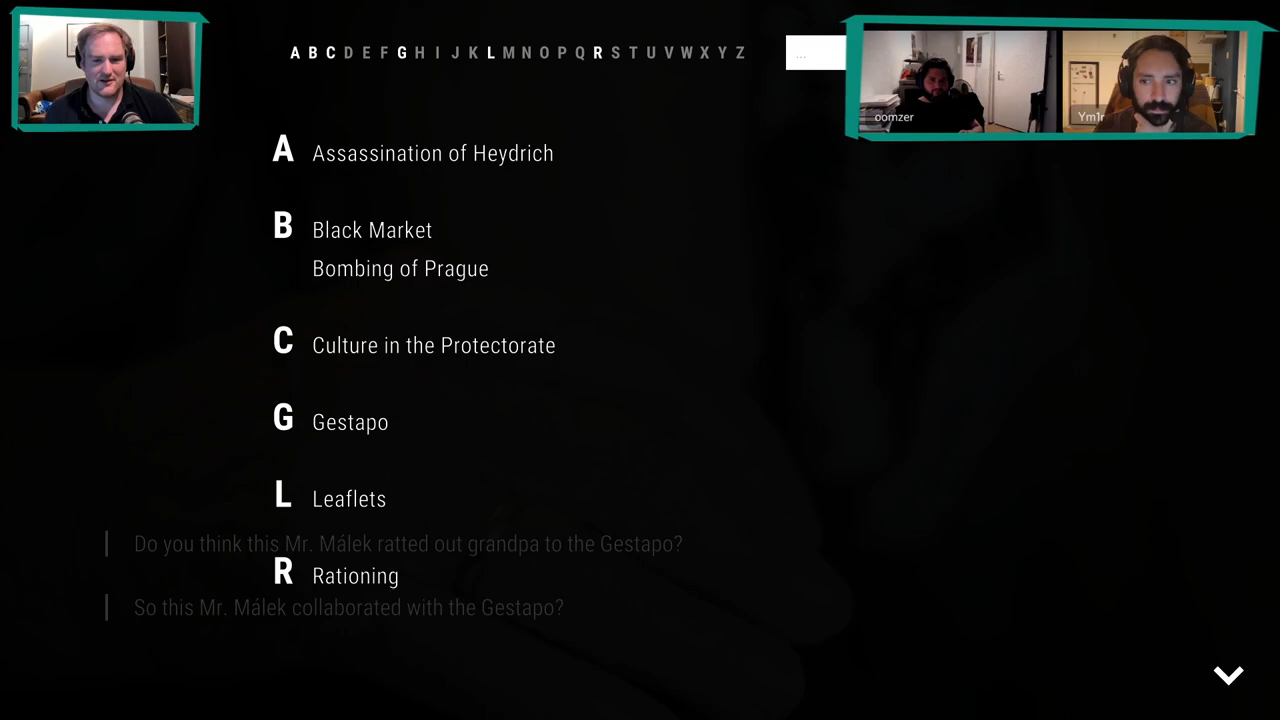 A B C D E F G H I J K L M N O P Q R S T U V W X Y Z
...
oomzer
A Assassination of Heydrich
B Black Market
Bombing of Prague
C Culture in the Protectorate
G Gestapo
L Leaflets
Do you think this Mr. Málek ratted out grandpa to the Gestapo?
R Rationing
So this Mr. Málek collaborated with the Gestapo?